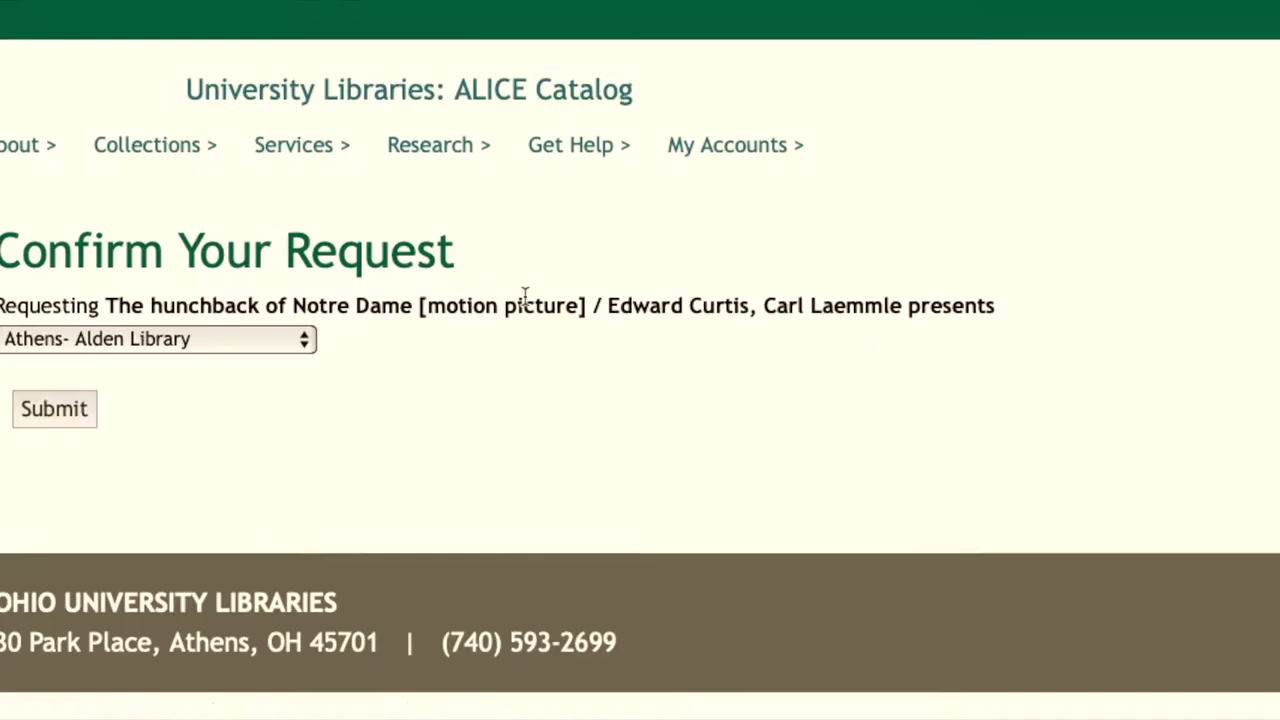 University Libraries: ALICE Catalog
bout > Collections > Services > Research > Get Help > My Accounts >
Confirm Your Request
Requesting The hunchback of Notre Dame [motion picture] / Edward Curtis, Carl Laemmle presents
Athens- Alden Library
Submit
OHIO UNIVERSITY LIBRARIES
30 Park Place, Athens, OH 45701 | (740) 593-2699